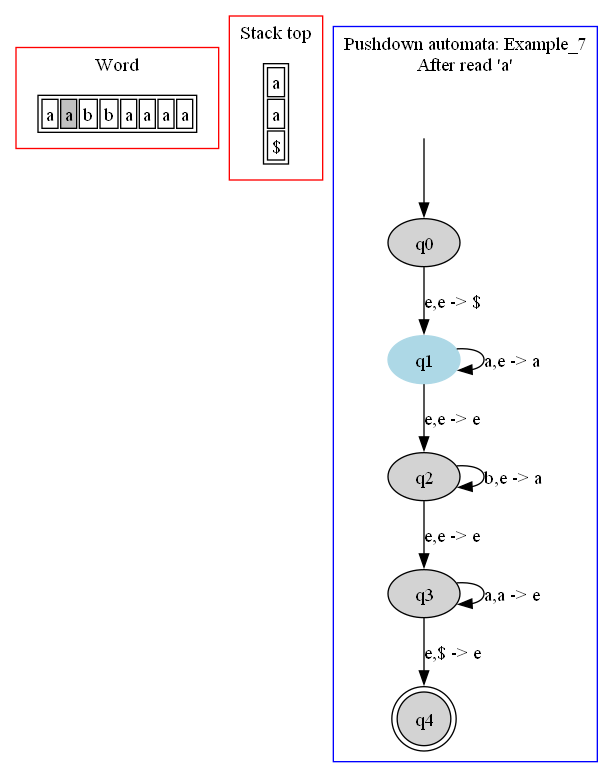 Word
a a b b a a a a
Stack top
a
a
$
Pushdown automata: Example_7
After read 'a'
q0
e,e -> $
q1
a,e -> a
e,e -> e
q2
b,e -> a
e,e -> e
q3
a,a -> e
e,$ -> e
q4